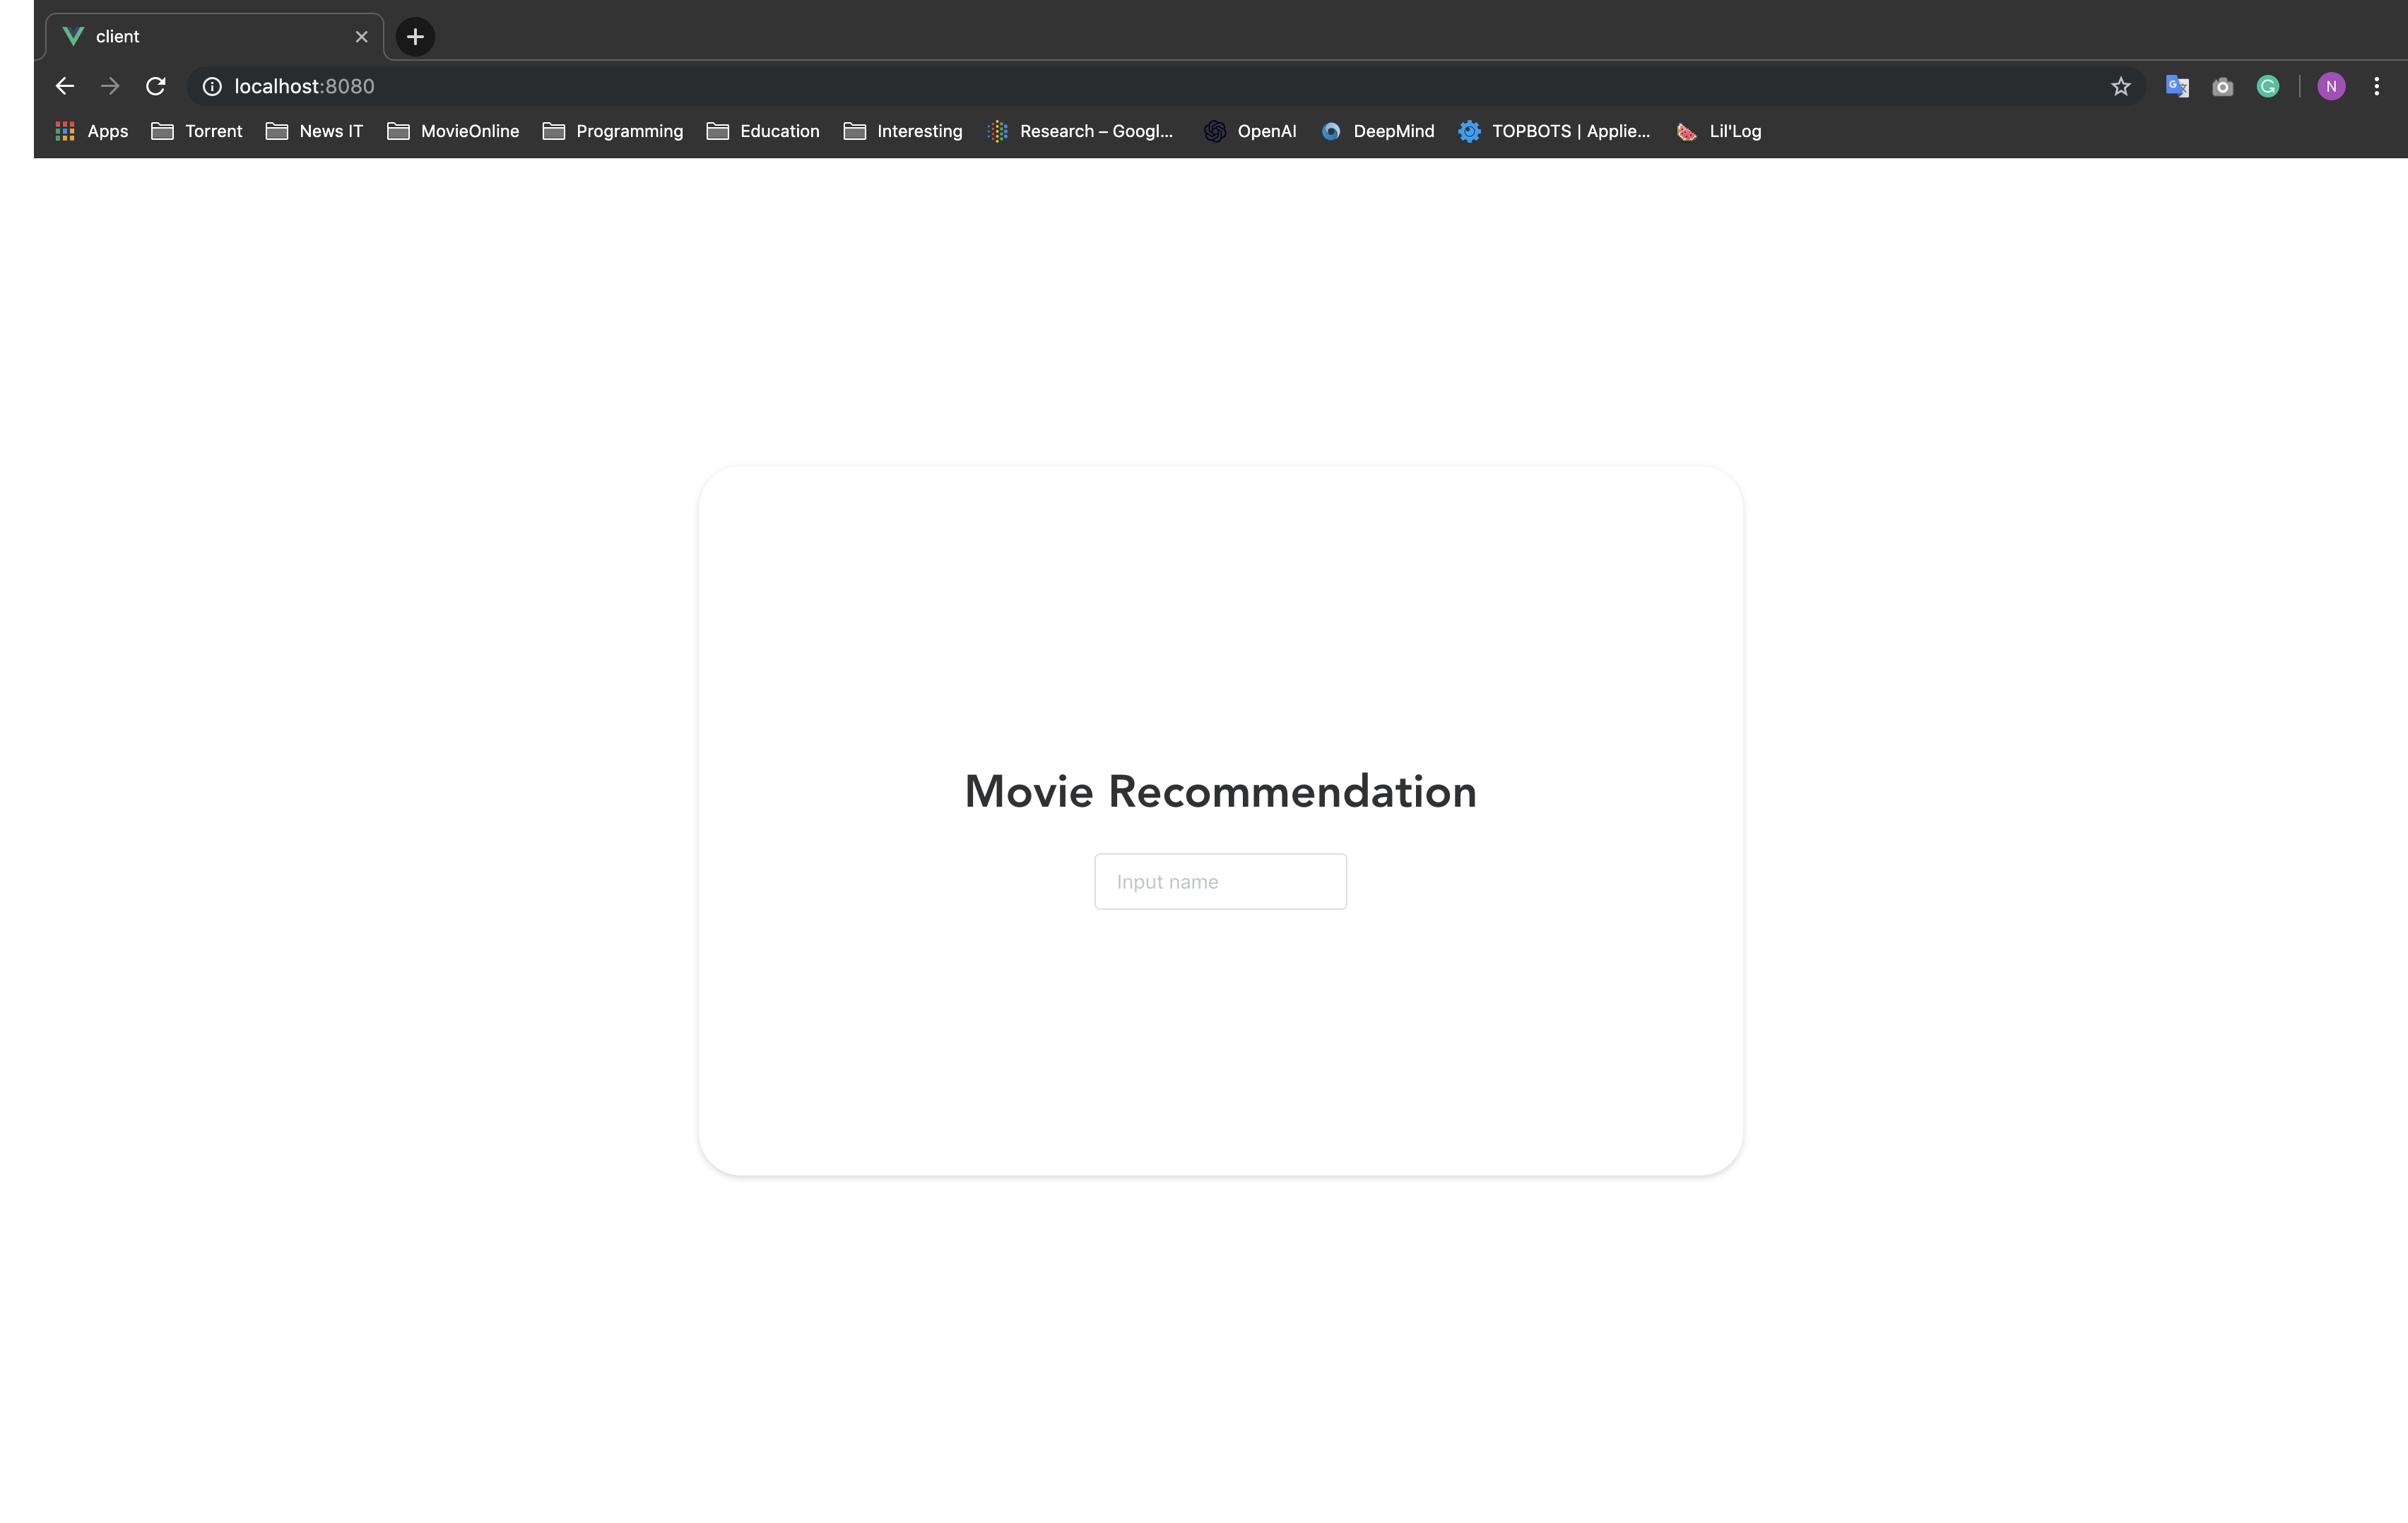 client
localhost:8080
N
Apps Torrent News IT MovieOnline Programming Education Interesting Research – Googl... OpenAI DeepMind TOPBOTS | Applie... Lil'Log
Movie Recommendation
Input name